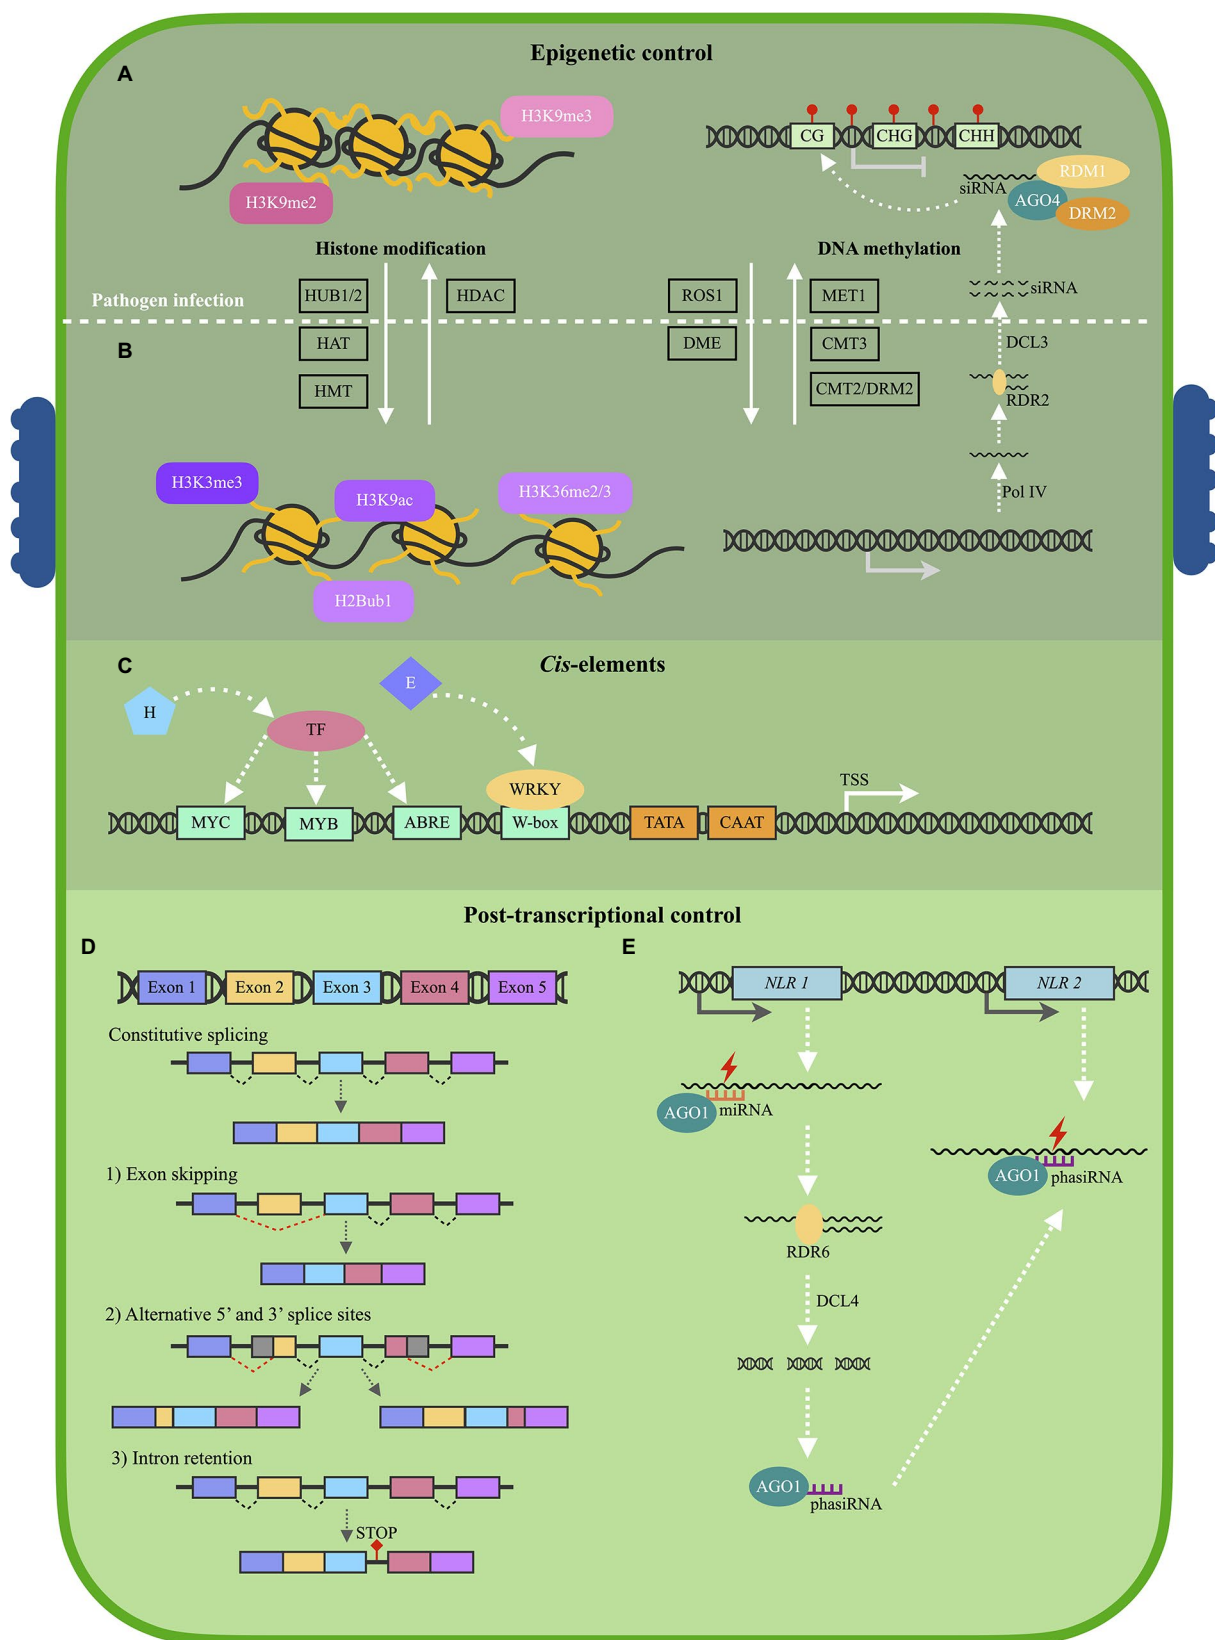 Epigenetic control
A
H3K9me3
H3K9me2
CG
CHG
CHH
siRNA
RDM1
AGO4
DRM2
Histone modification
DNA methylation
Pathogen infection
HUB1/2
HDAC
ROS1
MET1
siRNA
B
HAT
DME
CMT3
DCL3
HMT
CMT2/DRM2
RDR2
H3K3me3
H3K9ac
H3K36me2/3
Pol IV
H2Bub1
C
Cis-elements
H
E
TF
WRKY
TSS
MYC
MYB
ABRE
W-box
TATA
CAAT
Post-transcriptional control
D
Exon 1
Exon 2
Exon 3
Exon 4
Exon 5
Constitutive splicing
1) Exon skipping
2) Alternative 5’ and 3’ splice sites
3) Intron retention
STOP
E
NLR 1
NLR 2
AGO1
miRNA
AGO1
phasiRNA
RDR6
DCL4
AGO1
phasiRNA